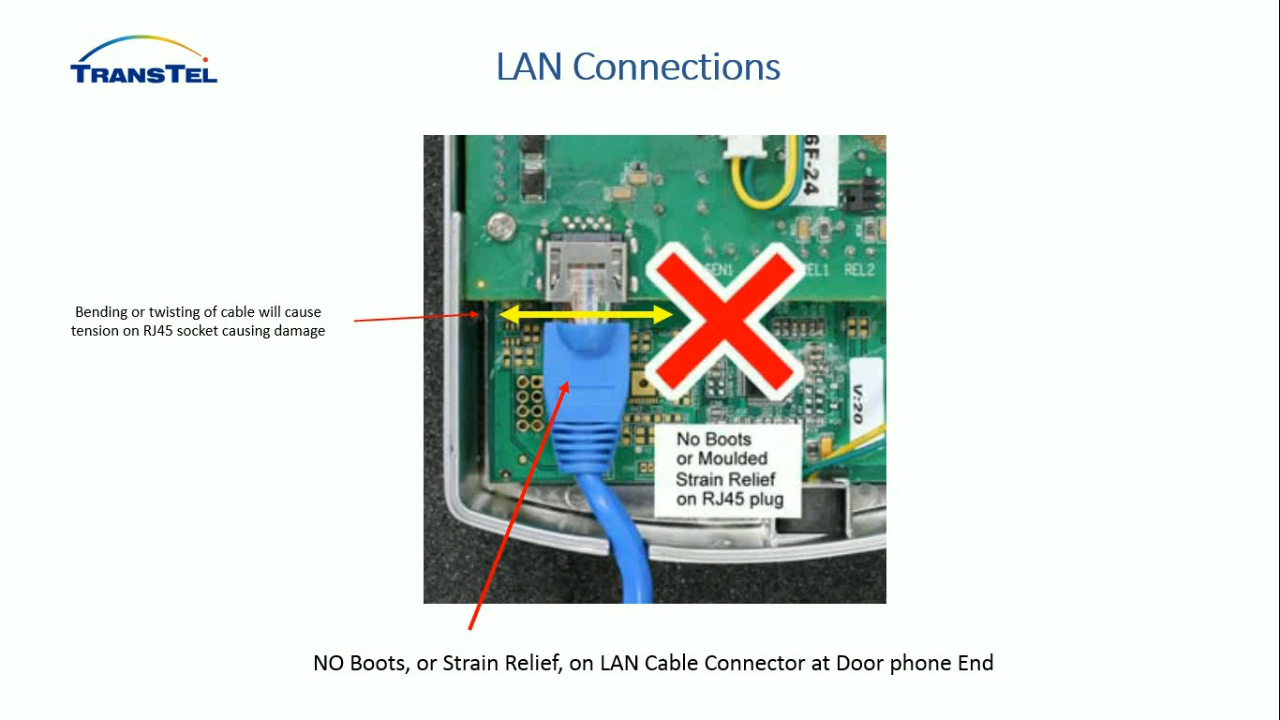 TRANSTEL
LAN Connections
6F-24
REL2
Bending or twisting of cable will cause
tension on RJ45 socket causing damage
V:20
No Boots
or Moulded
Strain Relief
on RJ45 plug
NO Boots, or Strain Relief, on LAN Cable Connector at Door phone End